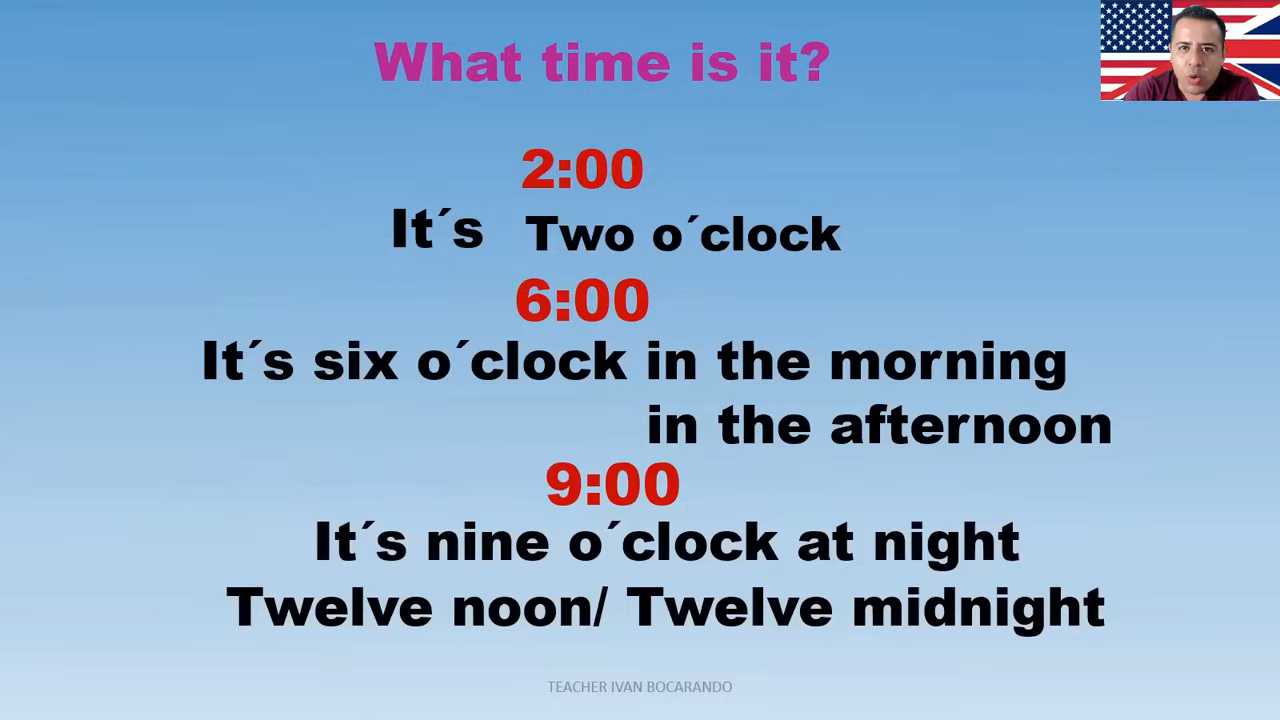 What time is it?
2:00
It´s Two o´clock
6:00
It´s six o´clock in the morning
in the afternoon
9:00
It´s nine o´clock at night
Twelve noon/ Twelve midnight
TEACHER IVAN BOCARANDO